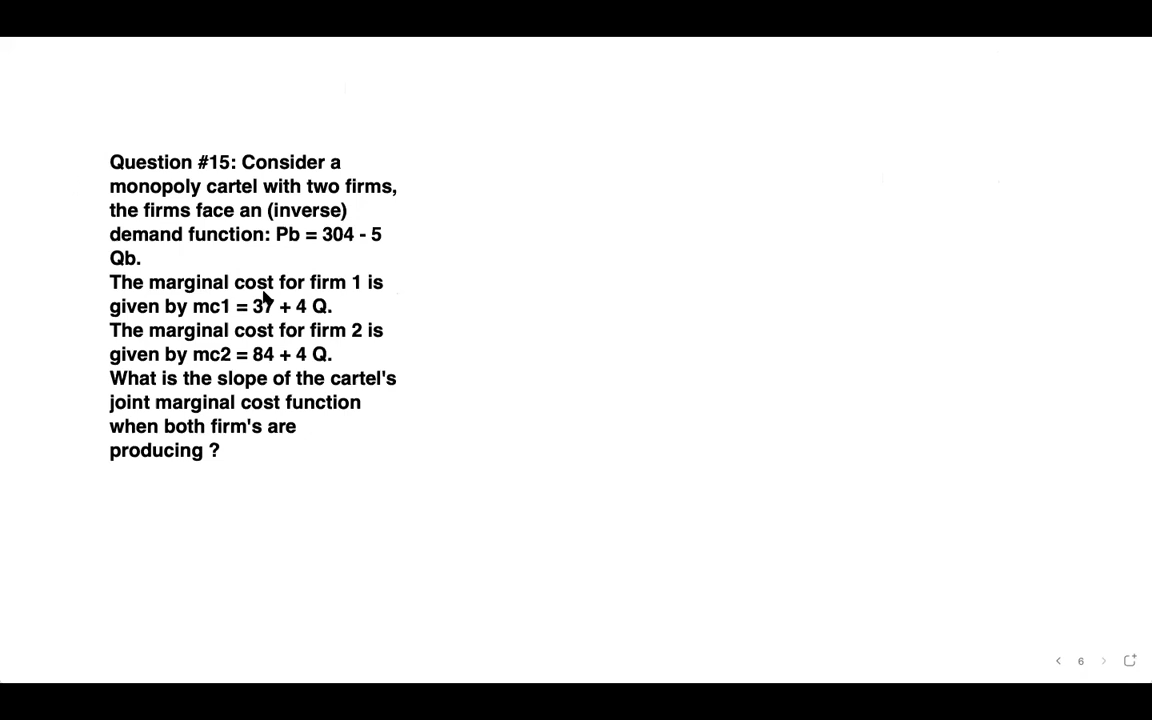 Question #15: Consider a
monopoly cartel with two firms,
the firms face an (inverse)
demand function: Pb = 304 - 5
Qb.
The marginal cost for firm 1 is
given by mc1 = 37 + 4 Q.
The marginal cost for firm 2 is
given by mc2 = 84 + 4 Q.
What is the slope of the cartel's
joint marginal cost function
when both firm's are
producing ?
6